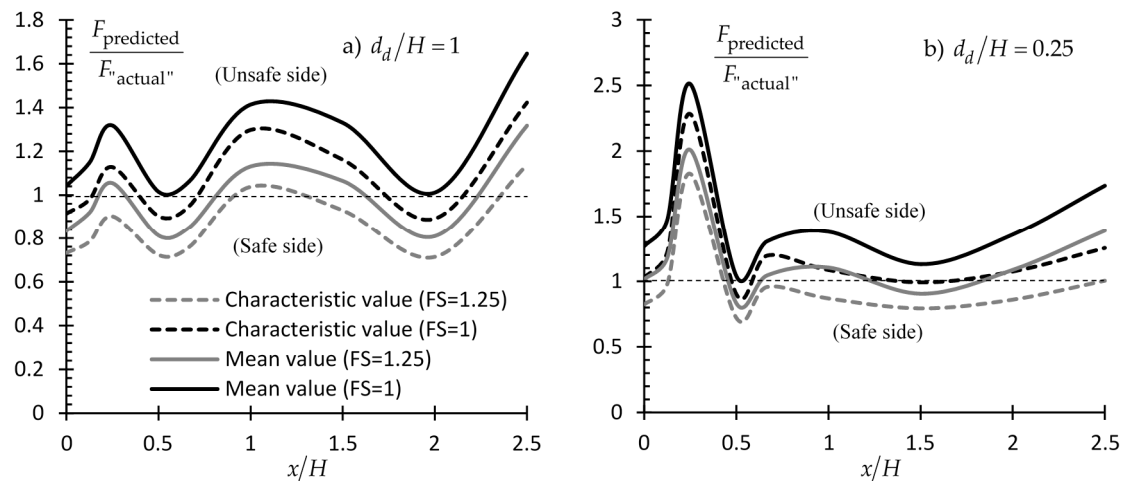 1.8
1.6
1.4
1.2
1
0.8
0.6
0.4
0.2
0
F predicted
F "actual"
a) d_d/H = 1
(Unsafe side)
(Safe side)
Characteristic value (FS=1.25)
Characteristic value (FS=1)
Mean value (FS=1.25)
Mean value (FS=1)
0 0.5 1 1.5 2 2.5
x/H
3
2.5
2
1.5
1
0.5
0
F predicted
F "actual"
b) d_d/H = 0.25
(Unsafe side)
(Safe side)
0 0.5 1 1.5 2 2.5
x/H